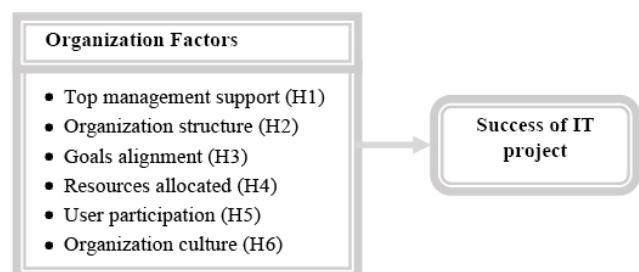 Organization Factors
• Top management support (H1)
• Organization structure (H2)
• Goals alignment (H3)
• Resources allocated (H4)
• User participation (H5)
• Organization culture (H6)
Success of IT
project